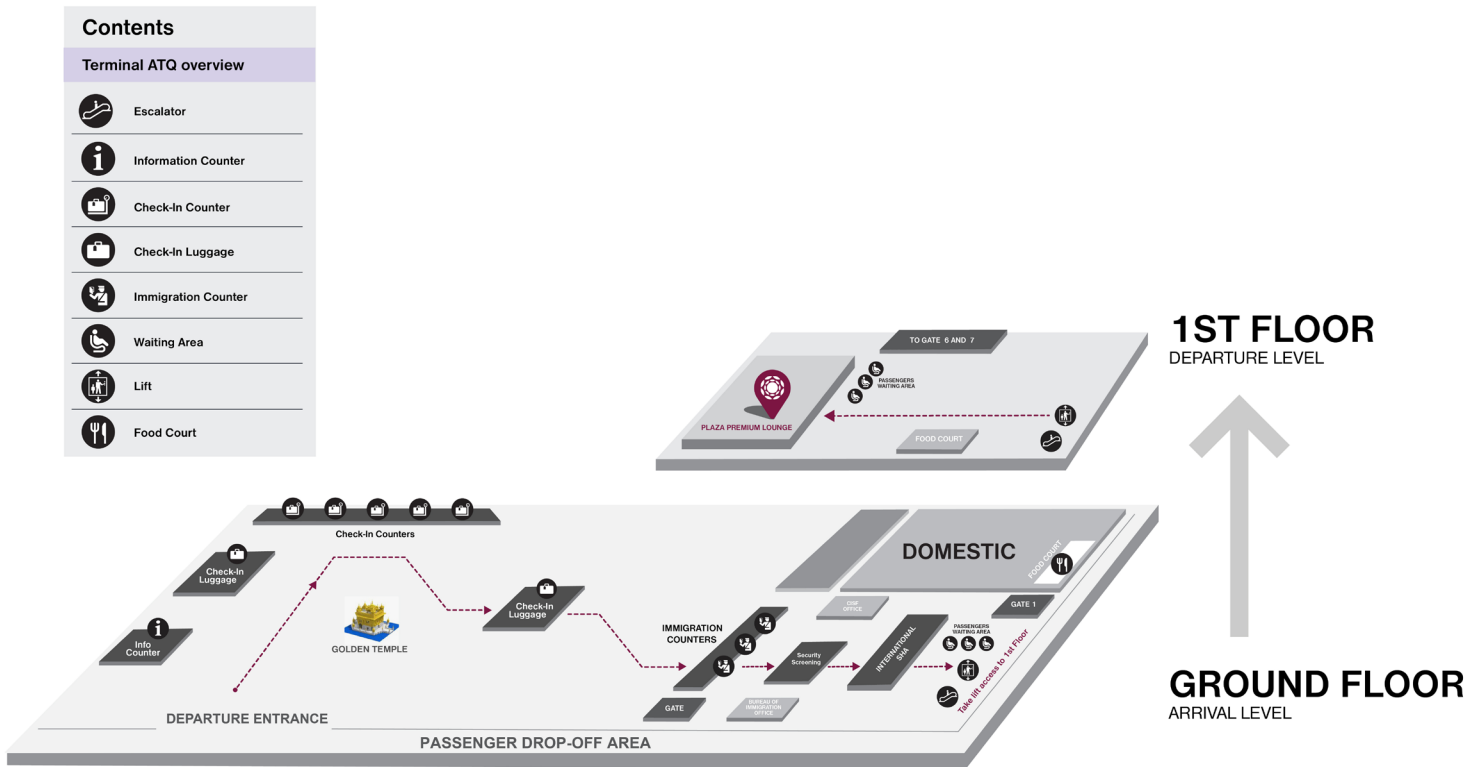 Contents
Terminal ATQ overview
Escalator
Information Counter
Check-In Counter
Check-In Luggage
Immigration Counter
Waiting Area
Lift
Food Court
1ST FLOOR
DEPARTURE LEVEL
TO GATE 6 AND 7
PASSENGERS
WAITING AREA
PLAZA PREMIUM LOUNGE
FOOD COURT
Check-In Counters
Check-In
Luggage
Info
Counter
GOLDEN TEMPLE
Check-In
Luggage
IMMIGRATION
COUNTERS
DOMESTIC
FOOD COURT
CISF
OFFICE
GATE 1
Security
Screening
INTERNATIONAL
SHA
PASSENGERS
WAITING AREA
Take lift access to 1st Floor
GATE
BUREAU OF
IMMIGRATION
OFFICE
DEPARTURE ENTRANCE
PASSENGER DROP-OFF AREA
GROUND FLOOR
ARRIVAL LEVEL